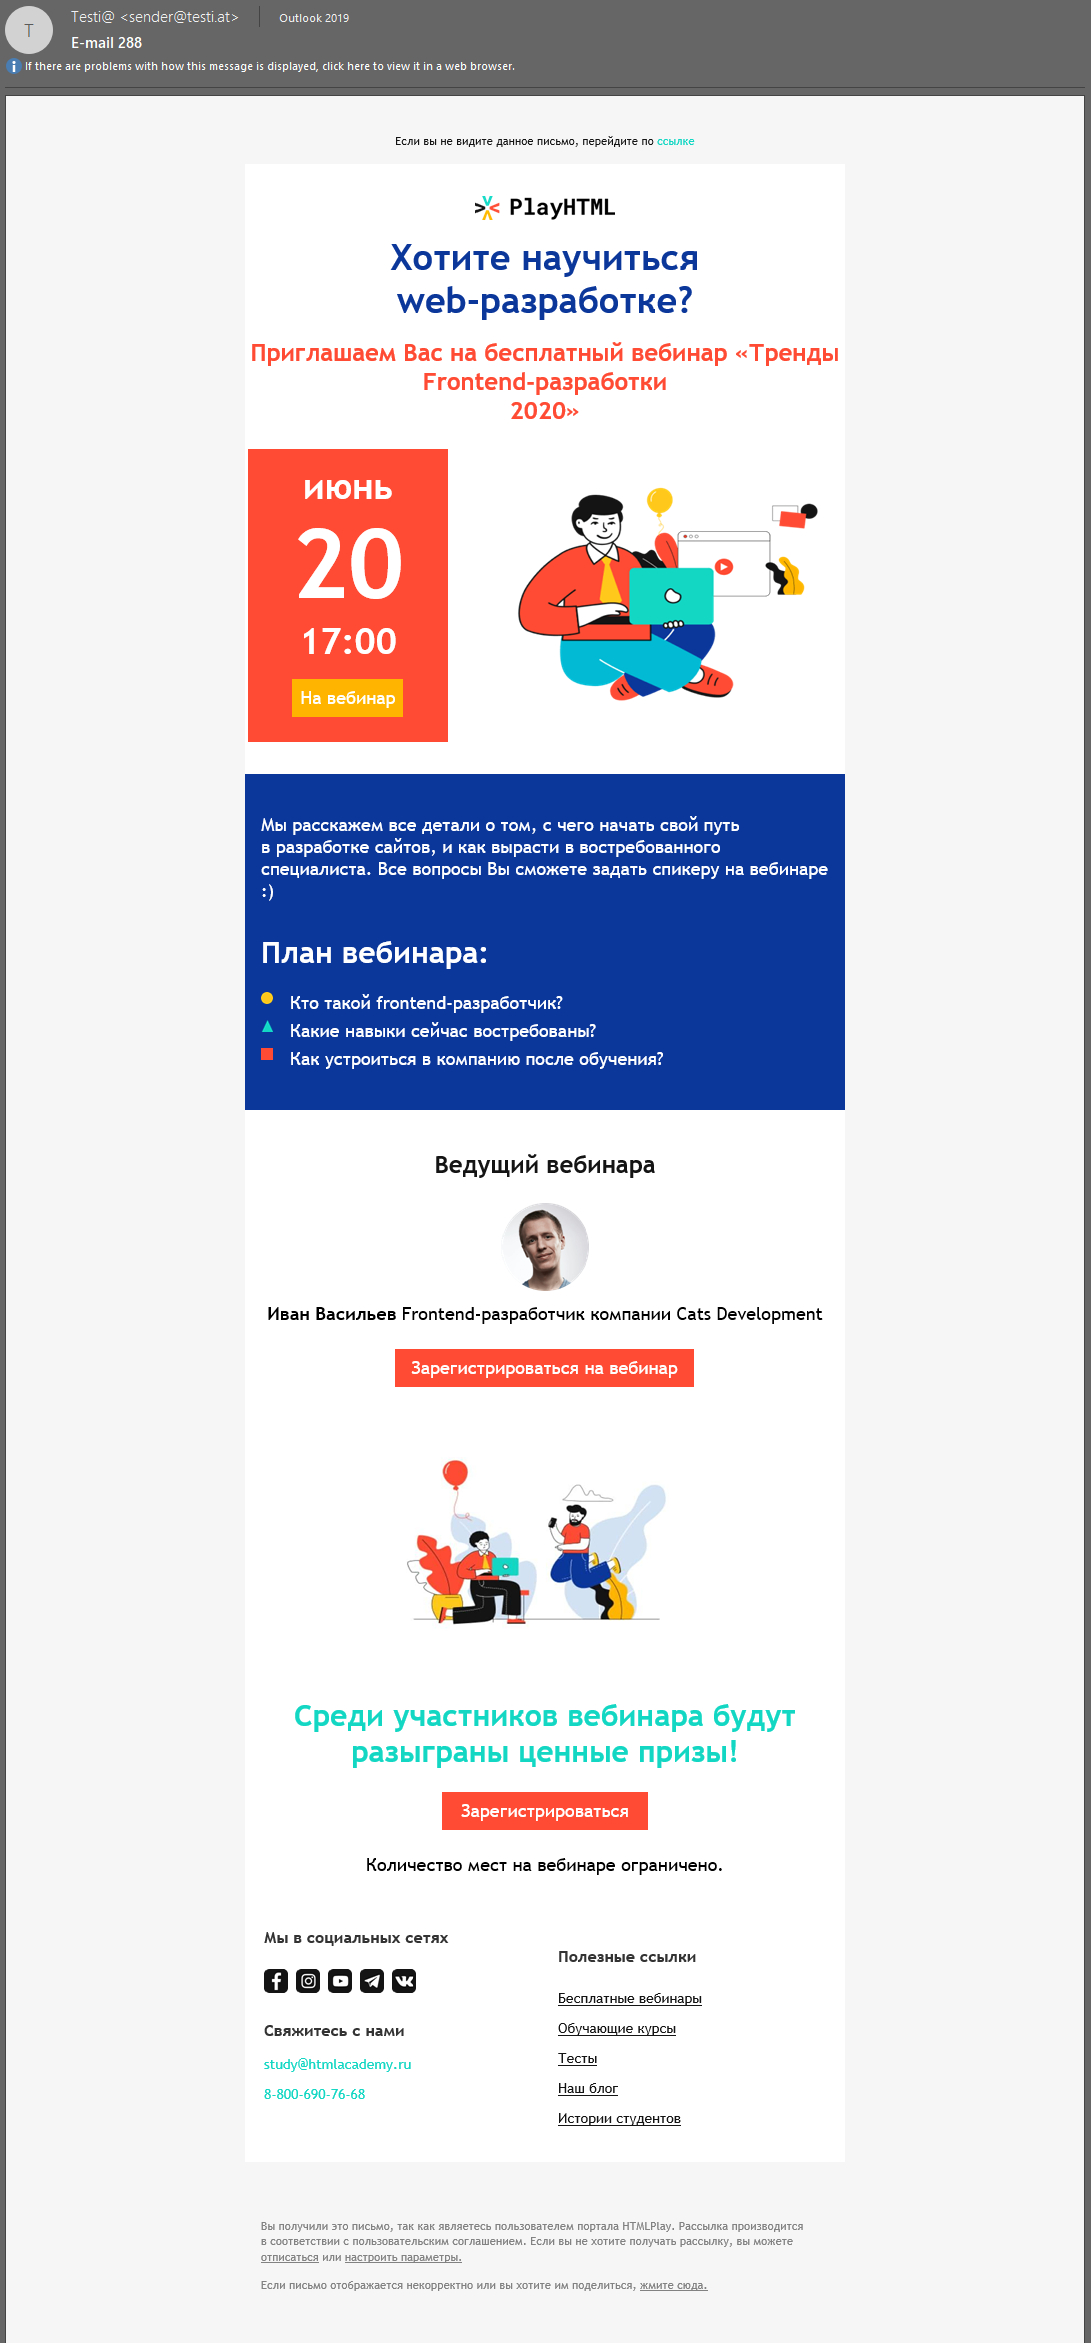 T
Testi@ <sender@testi.at>
Outlook 2019
E-mail 288
If there are problems with how this message is displayed, click here to view it in a web browser.
Если вы не видите данное письмо, перейдите по ссылке
PlayHTML
Хотите научиться
web-разработке?
Приглашаем Вас на бесплатный вебинар «Тренды
Frontend-разработки
2020»
июнь
20
17:00
На вебинар
Мы расскажем все детали о том, с чего начать свой путь
в разработке сайтов, и как вырасти в востребованного
специалиста. Все вопросы Вы сможете задать спикеру на вебинаре
:)
План вебинара:
Кто такой frontend-разработчик?
Какие навыки сейчас востребованы?
Как устроиться в компанию после обучения?
Ведущий вебинара
Иван Васильев Frontend-разработчик компании Cats Development
Зарегистрироваться на вебинар
Среди участников вебинара будут
разыграны ценные призы!
Зарегистрироваться
Количество мест на вебинаре ограничено.
Мы в социальных сетях
Свяжитесь с нами
study@htmlacademy.ru
8-800-690-76-68
Полезные ссылки
Бесплатные вебинары
Обучающие курсы
Тесты
Наш блог
Истории студентов
Вы получили это письмо, так как являетесь пользователем портала HTMLPlay. Рассылка производится
в соответствии с пользовательским соглашением. Если вы не хотите получать рассылку, вы можете
отписаться или настроить параметры.
Если письмо отображается некорректно или вы хотите им поделиться, жмите сюда.